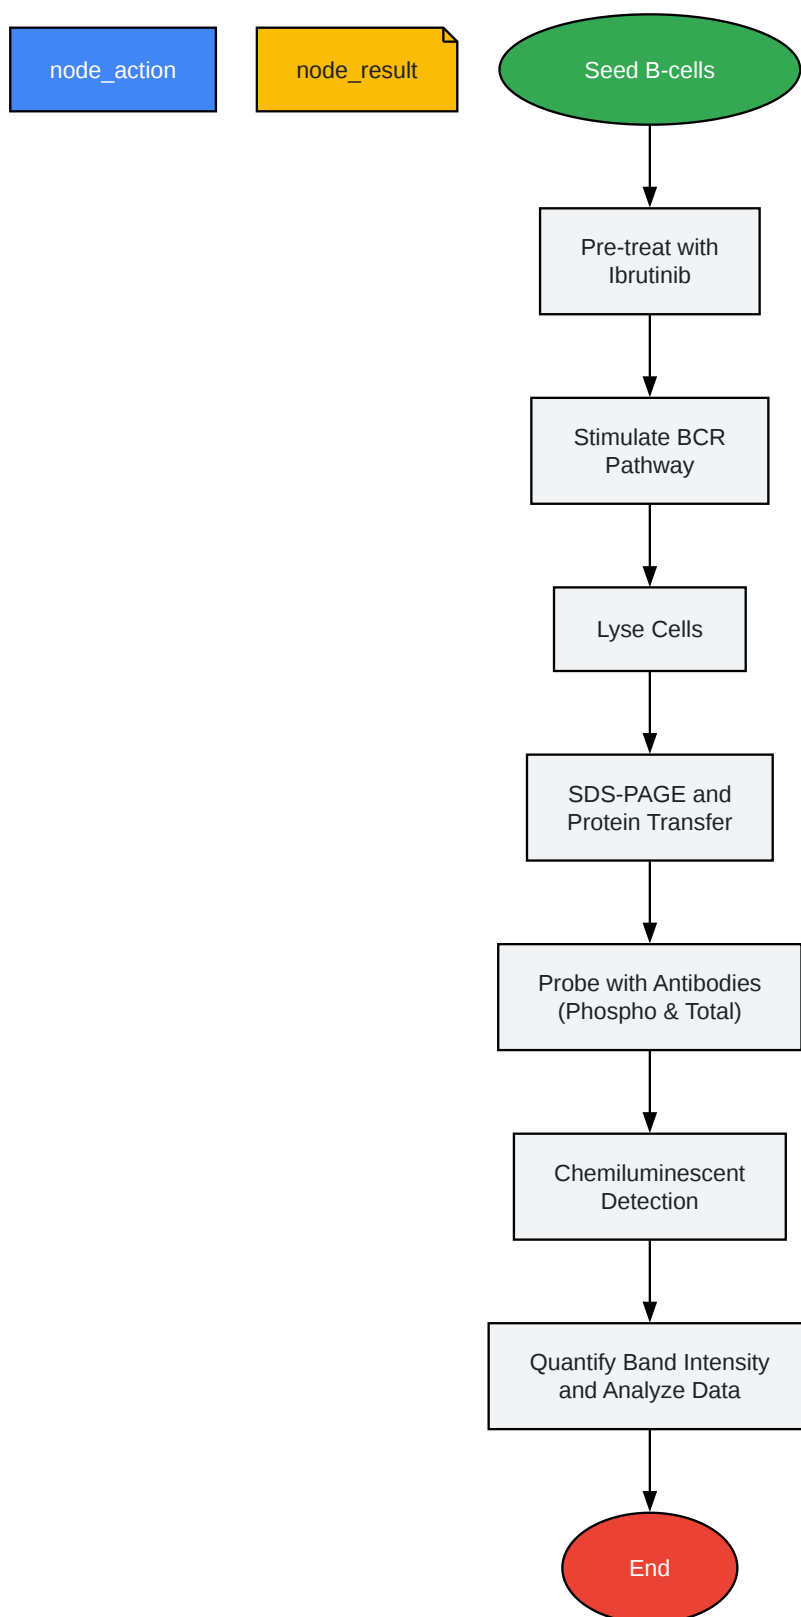 node_action
node_result
Seed B-cells
Pre-treat with
Ibrutinib
Stimulate BCR
Pathway
Lyse Cells
SDS-PAGE and
Protein Transfer
Probe with Antibodies
(Phospho & Total)
Chemiluminescent
Detection
Quantify Band Intensity
and Analyze Data
End